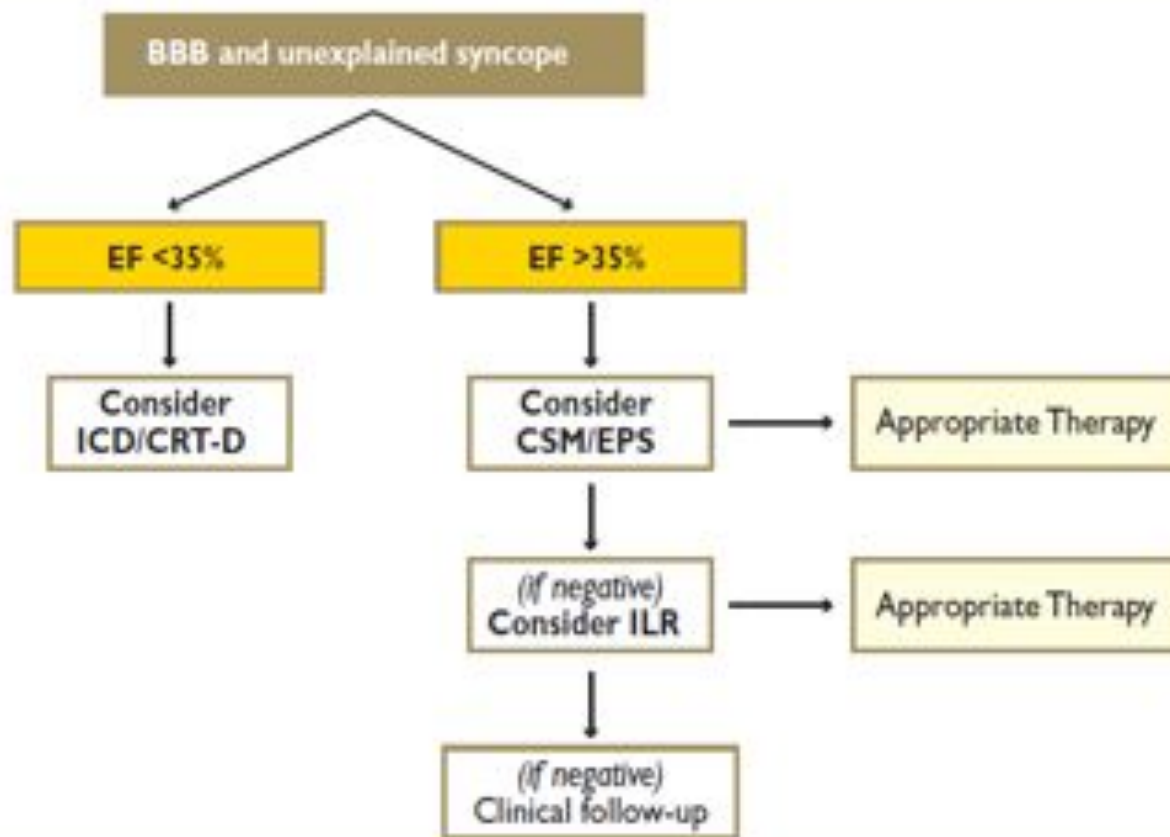 BBB and unexplained syncope
EF <35%
EF >35%
Consider
ICD/CRT-D
Consider
CSM/EPS
Appropriate Therapy
(if negative)
Consider ILR
Appropriate Therapy
(if negative)
Clinical follow-up